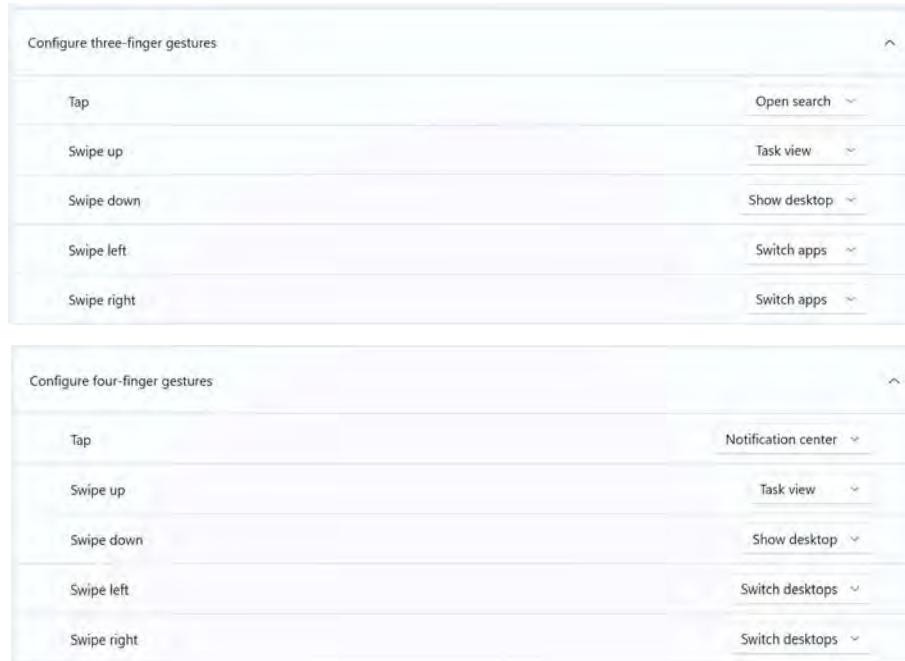 Configure three-finger gestures
Tap Open search
Swipe up Task view
Swipe down Show desktop
Swipe left Switch apps
Swipe right Switch apps
Configure four-finger gestures
Tap Notification center
Swipe up Task view
Swipe down Show desktop
Swipe left Switch desktops
Swipe right Switch desktops